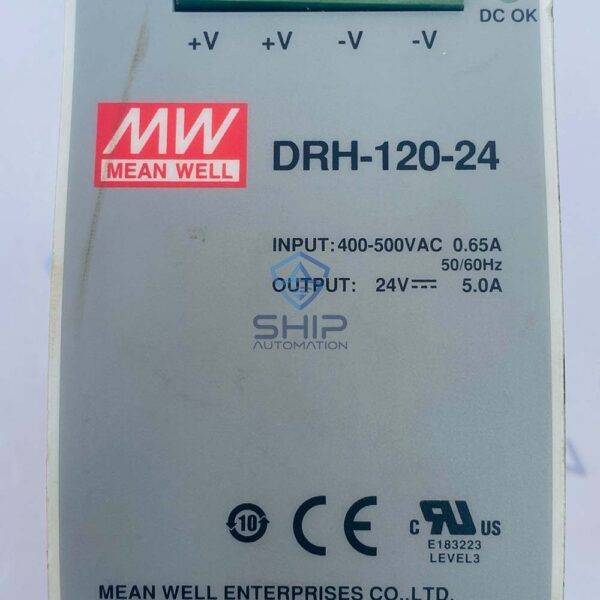 DC OK
+V +V -V -V
MW
MEAN WELL
DRH-120-24
INPUT: 400-500VAC 0.65A
50/60Hz
OUTPUT: 24V⎓ 5.0A
SHIP
AUTOMATION
10
CE
c RU US
E183223
LEVEL3
MEAN WELL ENTERPRISES CO.,LTD.